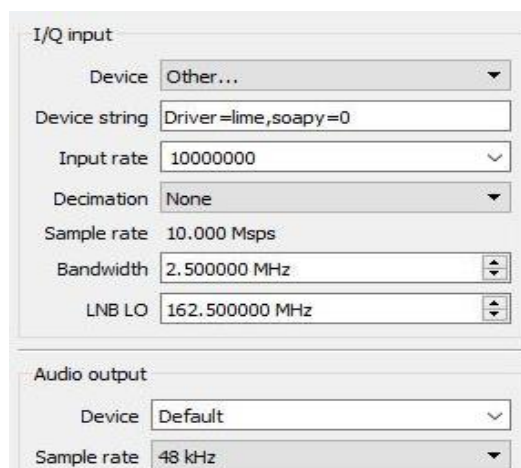 I/Q input
Device Other...
Device string Driver=lime,soapy=0
Input rate 10000000
Decimation None
Sample rate 10.000 Msps
Bandwidth 2.500000 MHz
LNB LO 162.500000 MHz
Audio output
Device Default
Sample rate 48 kHz